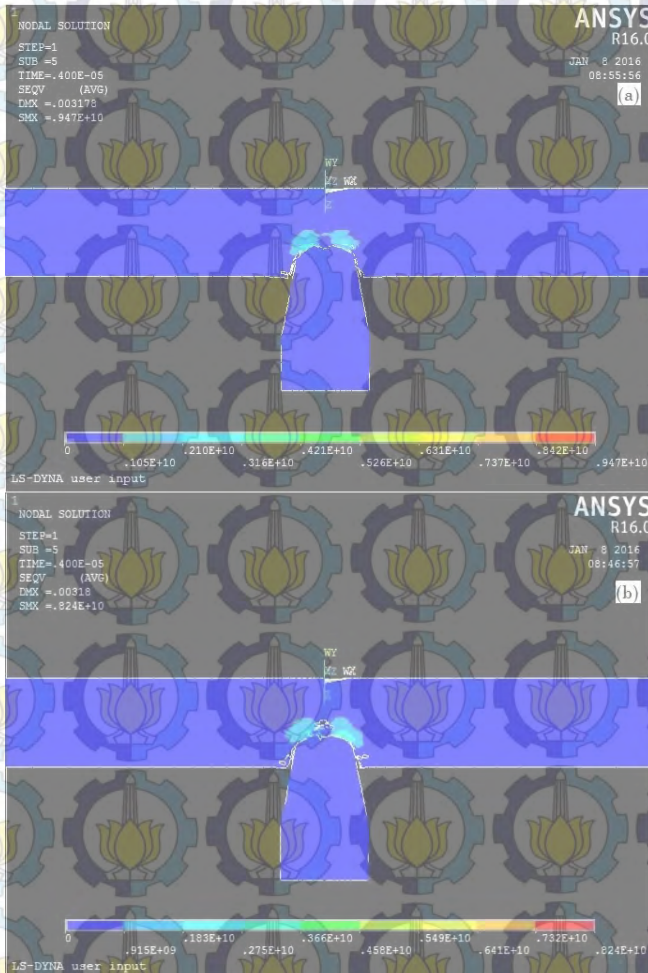 1
NODAL SOLUTION
STEP=1
SUB =5
TIME=.400E-05
SEQV (AVG)
DMX =.003178
SMX =.947E+10
ANSYS
R16.0
JAN 8 2016
08:55:56
(a)
WY
WX
0 .105E+10 .210E+10 .316E+10 .421E+10 .526E+10 .631E+10 .737E+10 .842E+10 .947E+10
LS-DYNA user input
1
NODAL SOLUTION
STEP=1
SUB =5
TIME=.400E-05
SEQV (AVG)
DMX =.00318
SMX =.824E+10
ANSYS
R16.0
JAN 8 2016
08:46:57
(b)
WY
WX
0 .915E+09 .183E+10 .275E+10 .366E+10 .458E+10 .549E+10 .641E+10 .732E+10 .824E+10
LS-DYNA user input